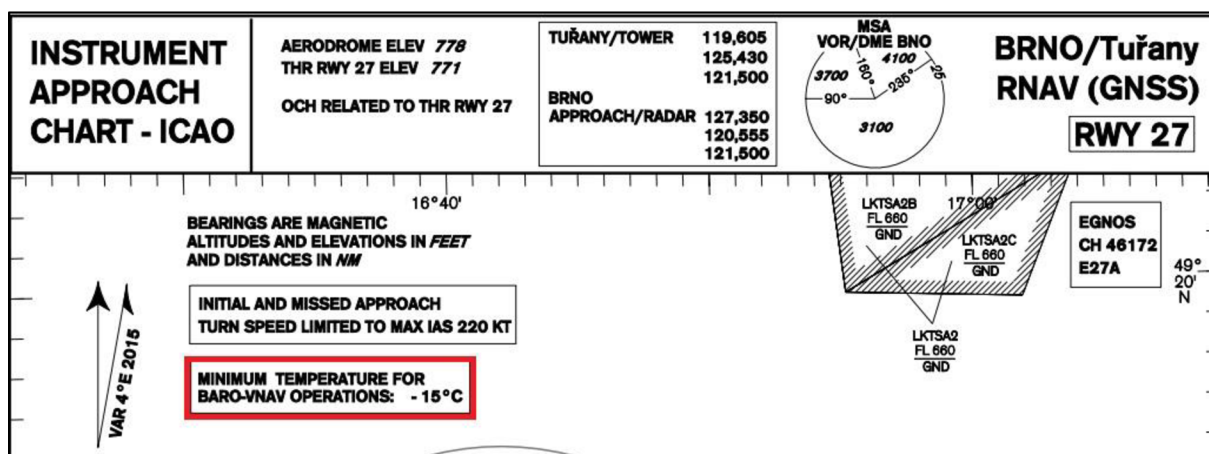 INSTRUMENT
APPROACH
CHART - ICAO
AERODROME ELEV 778
THR RWY 27 ELEV 771
OCH RELATED TO THR RWY 27
TUŘANY/TOWER 119,605
125,430
121,500
BRNO
APPROACH/RADAR 127,350
120,555
121,500
MSA
VOR/DME BNO
4100
25
3700
160°
235°
90°
3100
BRNO/Tuřany
RNAV (GNSS)
RWY 27
16°40'
17°00'
BEARINGS ARE MAGNETIC
ALTITUDES AND ELEVATIONS IN FEET
AND DISTANCES IN NM
INITIAL AND MISSED APPROACH
TURN SPEED LIMITED TO MAX IAS 220 KT
MINIMUM TEMPERATURE FOR
BARO-VNAV OPERATIONS: - 15°C
VAR 4°E 2015
LKTSA2B
FL 660
GND
LKTSA2C
FL 660
GND
LKTSA2
FL 660
GND
EGNOS
CH 46172
E27A
49°
20'
N